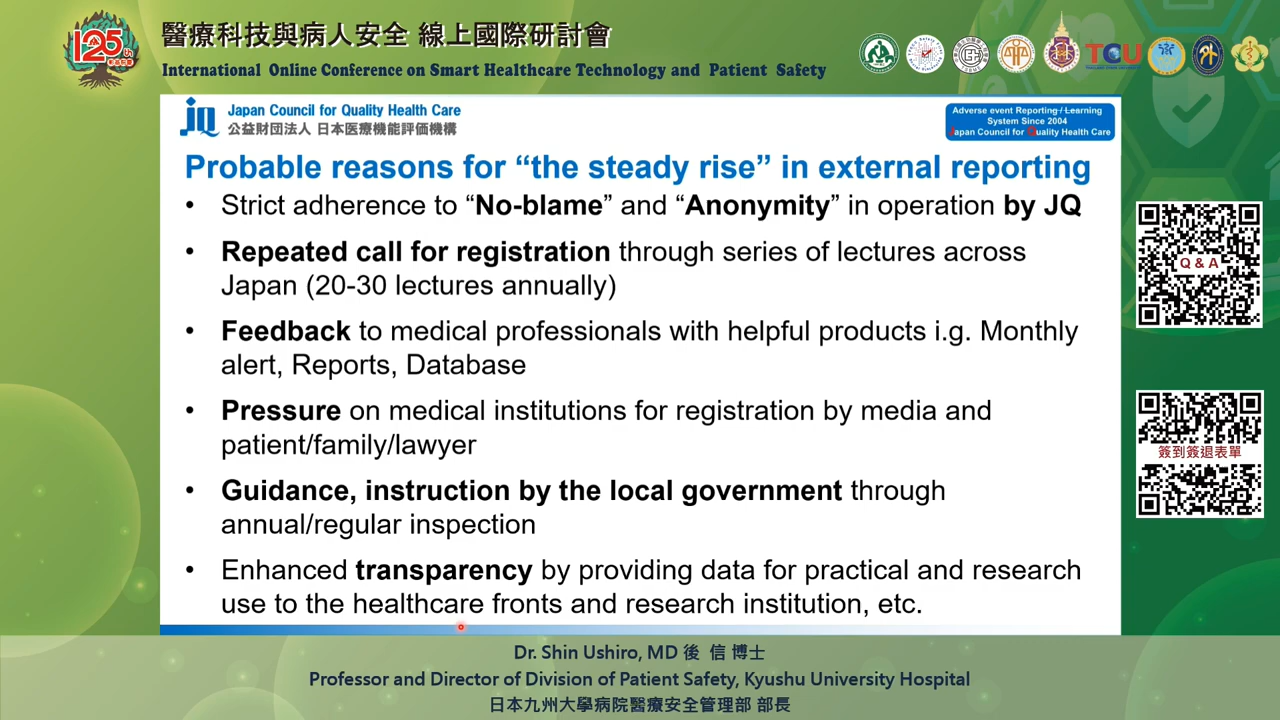 125
醫療科技與病人安全 線上國際研討會
International Online Conference on Smart Healthcare Technology and Patient Safety
TCU
JQ
Japan Council for Quality Health Care
公益財団法人 日本医療機能評価機構
Adverse event Reporting / Learning
System Since 2004
Japan Council for Quality Health Care
Probable reasons for “the steady rise” in external reporting
• Strict adherence to “No-blame” and “Anonymity” in operation by JQ
• Repeated call for registration through series of lectures across
Japan (20-30 lectures annually)
• Feedback to medical professionals with helpful products i.g. Monthly
alert, Reports, Database
• Pressure on medical institutions for registration by media and
patient/family/lawyer
• Guidance, instruction by the local government through
annual/regular inspection
• Enhanced transparency by providing data for practical and research
use to the healthcare fronts and research institution, etc.
Q & A
簽到簽退表單
Dr. Shin Ushiro, MD 後 信 博士
Professor and Director of Division of Patient Safety, Kyushu University Hospital
日本九州大學病院醫療安全管理部 部長